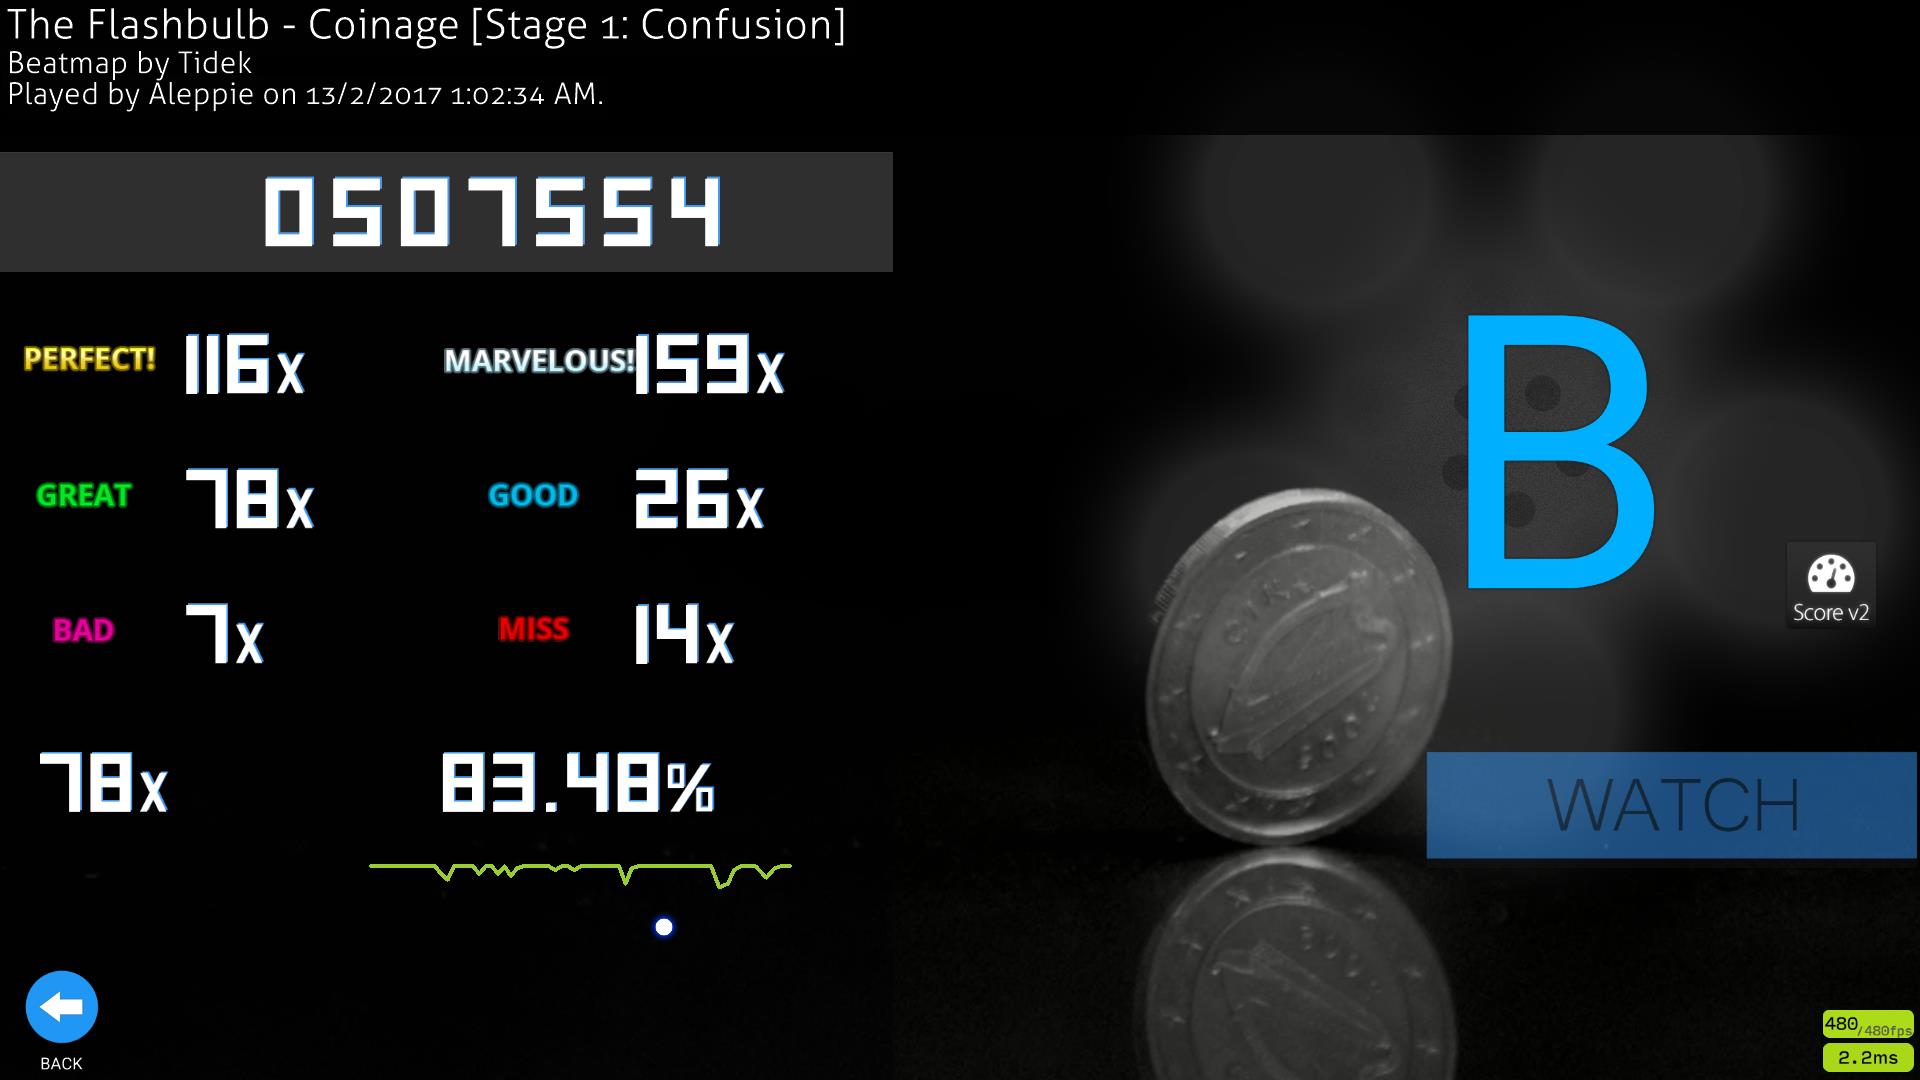 The Flashbulb - Coinage [Stage 1: Confusion]
Beatmap by Tidek
Played by Aleppie on 13/2/2017 1:02:34 AM.
0507554
PERFECT! 116x MARVELOUS! 159x
GREAT 78x GOOD 26x
BAD 7x MISS 14x
78x 83.48%
B
Score v2
WATCH
BACK
480/480fps
2.2ms